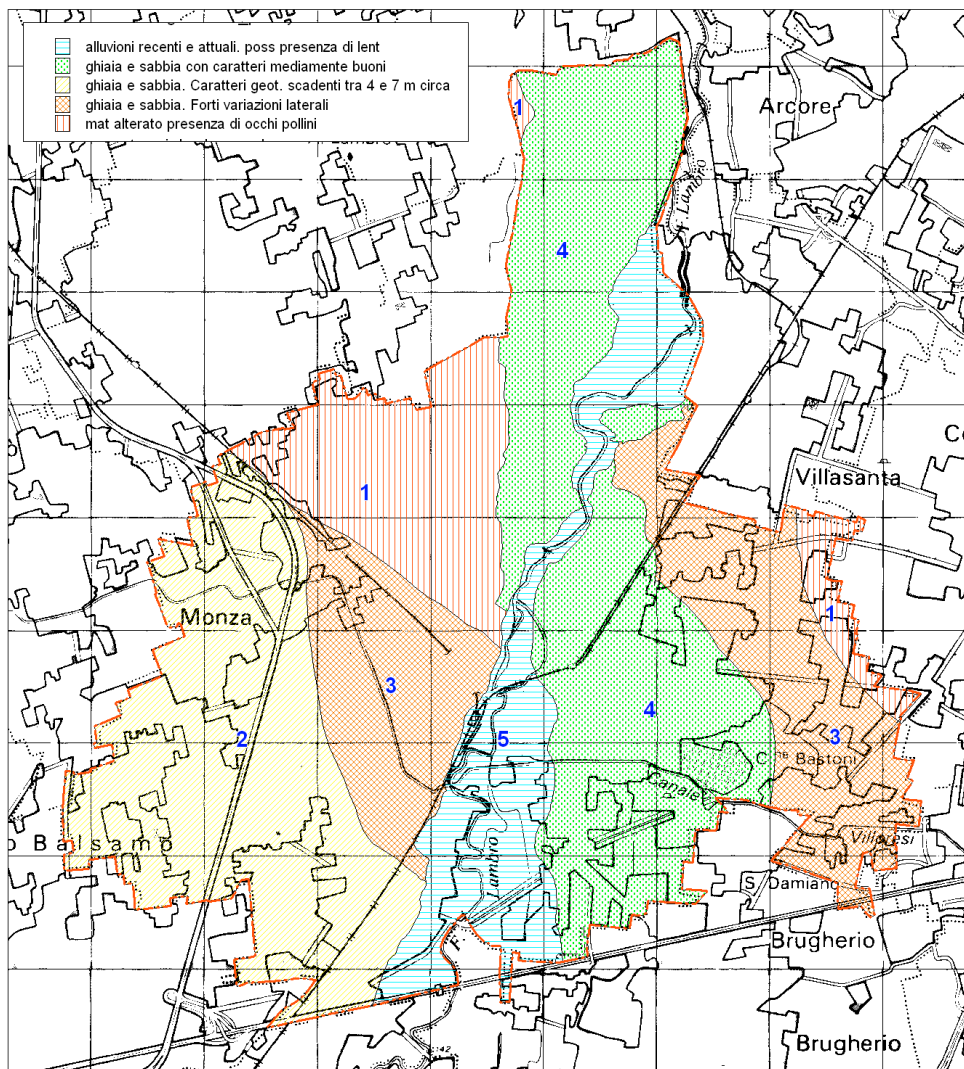 alluvioni recenti e attuali. poss presenza di lent
ghiaia e sabbia con caratteri mediamente buoni
ghiaia e sabbia. Caratteri geot. scadenti tra 4 e 7 m circa
ghiaia e sabbia. Forti variazioni laterali
mat alterato presenza di occhi pollini
1
Arcore
Lambro
4
Villasanta
1
Monza
1
3
4
2
5
3
C
Bastoni
Canale
o Balsamo
Villoresi
Lambro
S. Damiano
F.
Brugherio
Brugherio